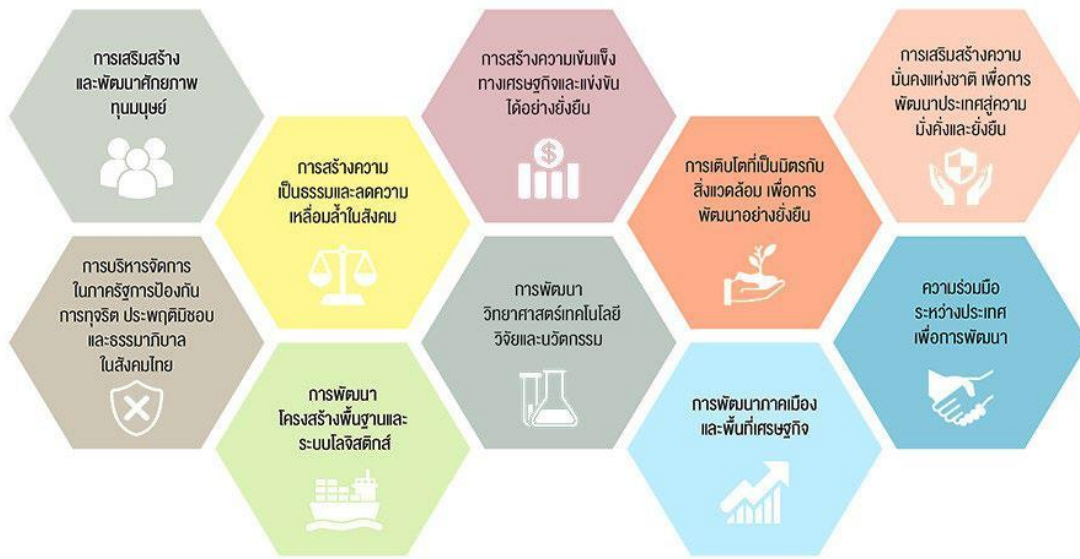 การเสริมสร้าง
และพัฒนาศักยภาพ
ทุนมนุษย์
การสร้างความ
เป็นธรรมและลดความ
เหลื่อมล้ำในสังคม
การสร้างความเข้มแข็ง
ทางเศรษฐกิจและแข่งขัน
ได้อย่างยั่งยืน
การเติบโตที่เป็นมิตรกับ
สิ่งแวดล้อม เพื่อการ
พัฒนาอย่างยั่งยืน
การเสริมสร้างความ
มั่นคงแห่งชาติ เพื่อการ
พัฒนาประเทศสู่ความ
มั่งคั่งและยั่งยืน
การบริหารจัดการ
ในภาครัฐการป้องกัน
การทุจริต ประพฤติมิชอบ
และธรรมาภิบาล
ในสังคมไทย
การพัฒนา
โครงสร้างพื้นฐานและ
ระบบโลจิสติกส์
การพัฒนา
วิทยาศาสตร์เทคโนโลยี
วิจัยและนวัตกรรม
การพัฒนาภาคเมือง
และพื้นที่เศรษฐกิจ
ความร่วมมือ
ระหว่างประเทศ
เพื่อการพัฒนา